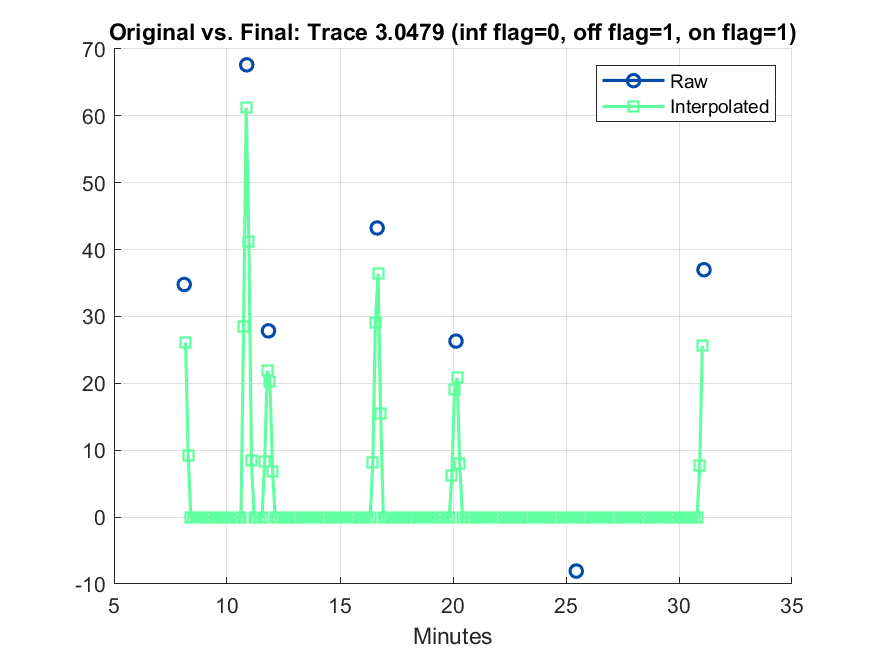 Original vs. Final: Trace 3.0479 (inf flag=0, off flag=1, on flag=1)
70
60
50
40
30
20
10
0
-10
Raw
Interpolated
5 10 15 20 25 30 35
Minutes